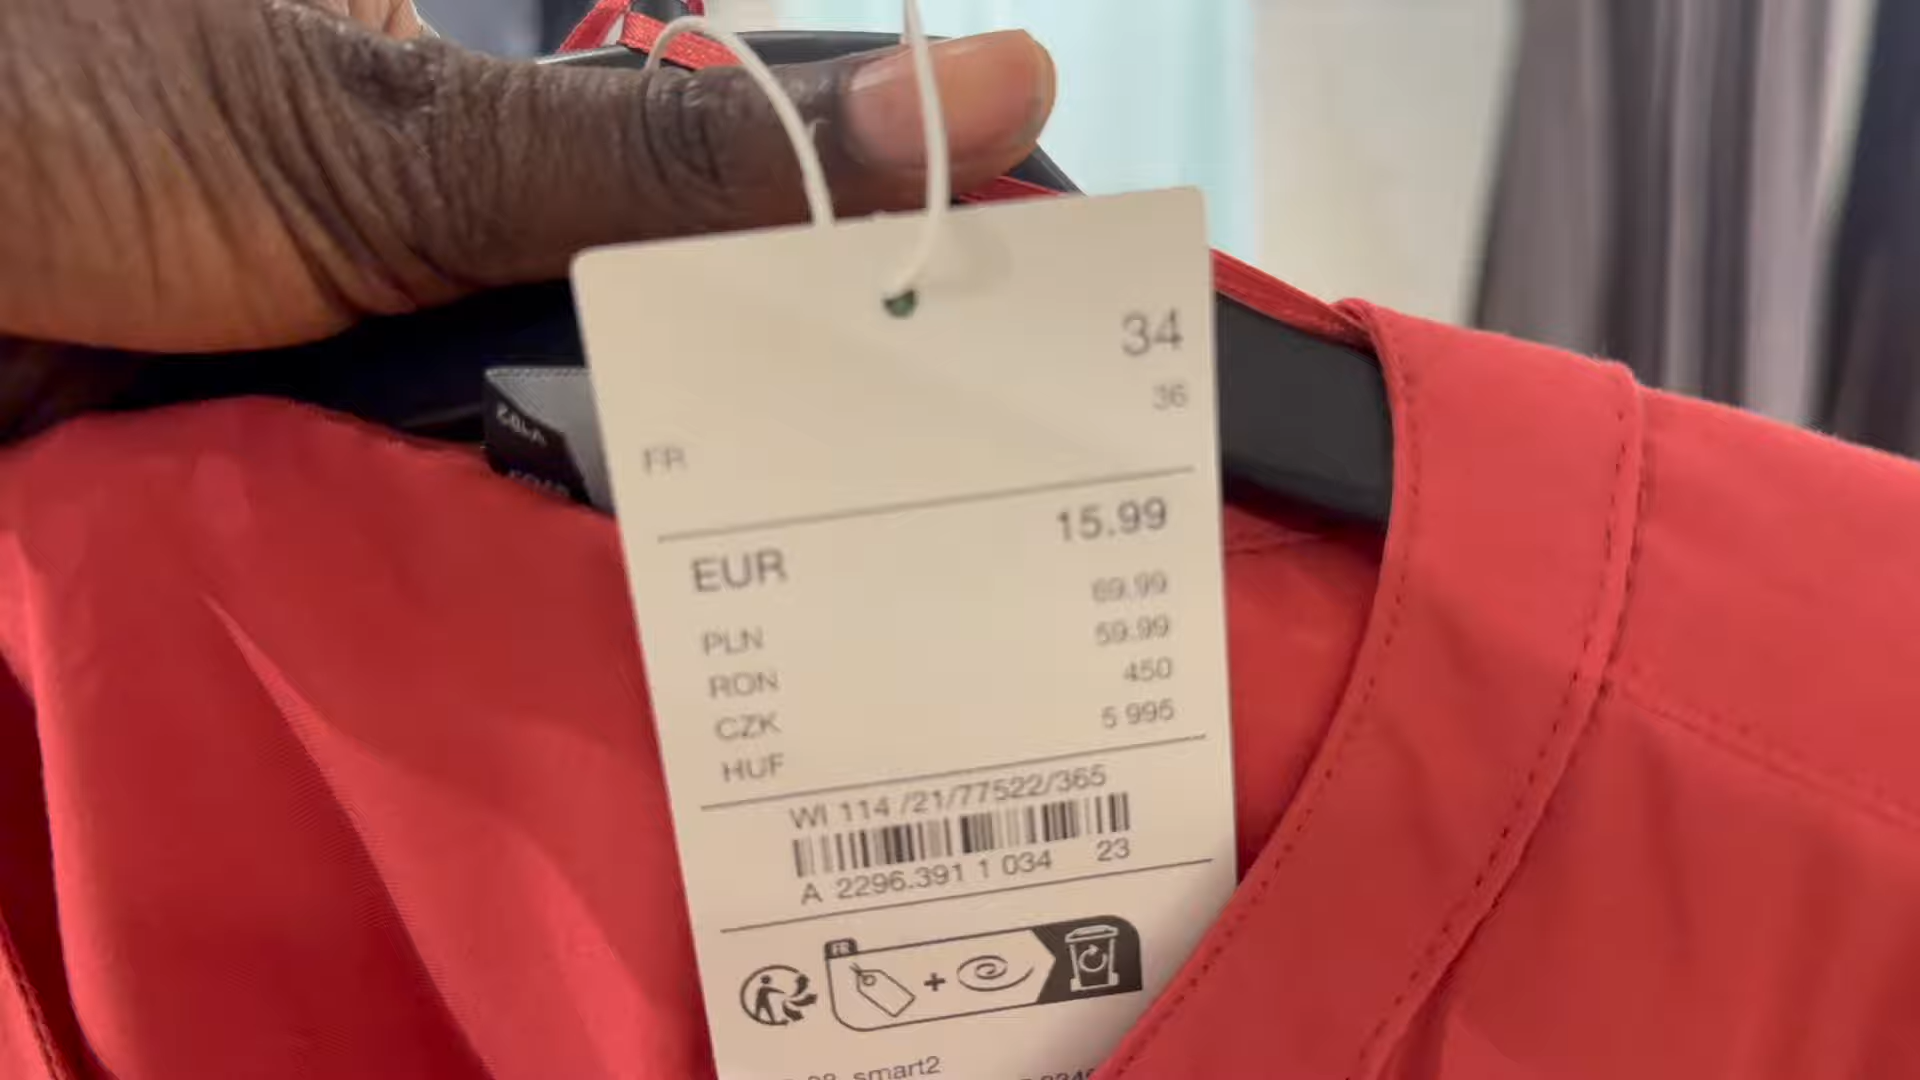 34
36
FR
EUR 15.99
PLN 69.99
RON 59.99
CZK 450
HUF 5 995
WI 114 /21/77522/365
A 2296.391 1 034 23
FR
+
smart2